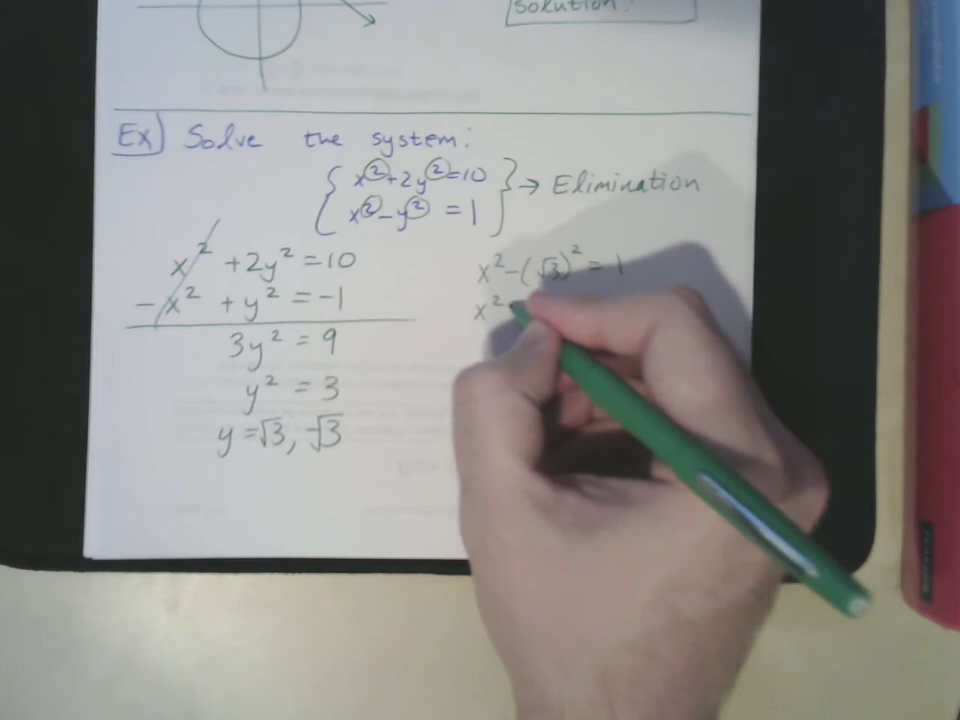 Solution!
Ex) Solve the system:
x²+2y²=10
x²-y² = 1
→ Elimination
x² +2y² =10
-x² +y² =-1
3y² = 9
y² = 3
y =√3, -√3
x²-(√3)² = 1
x²